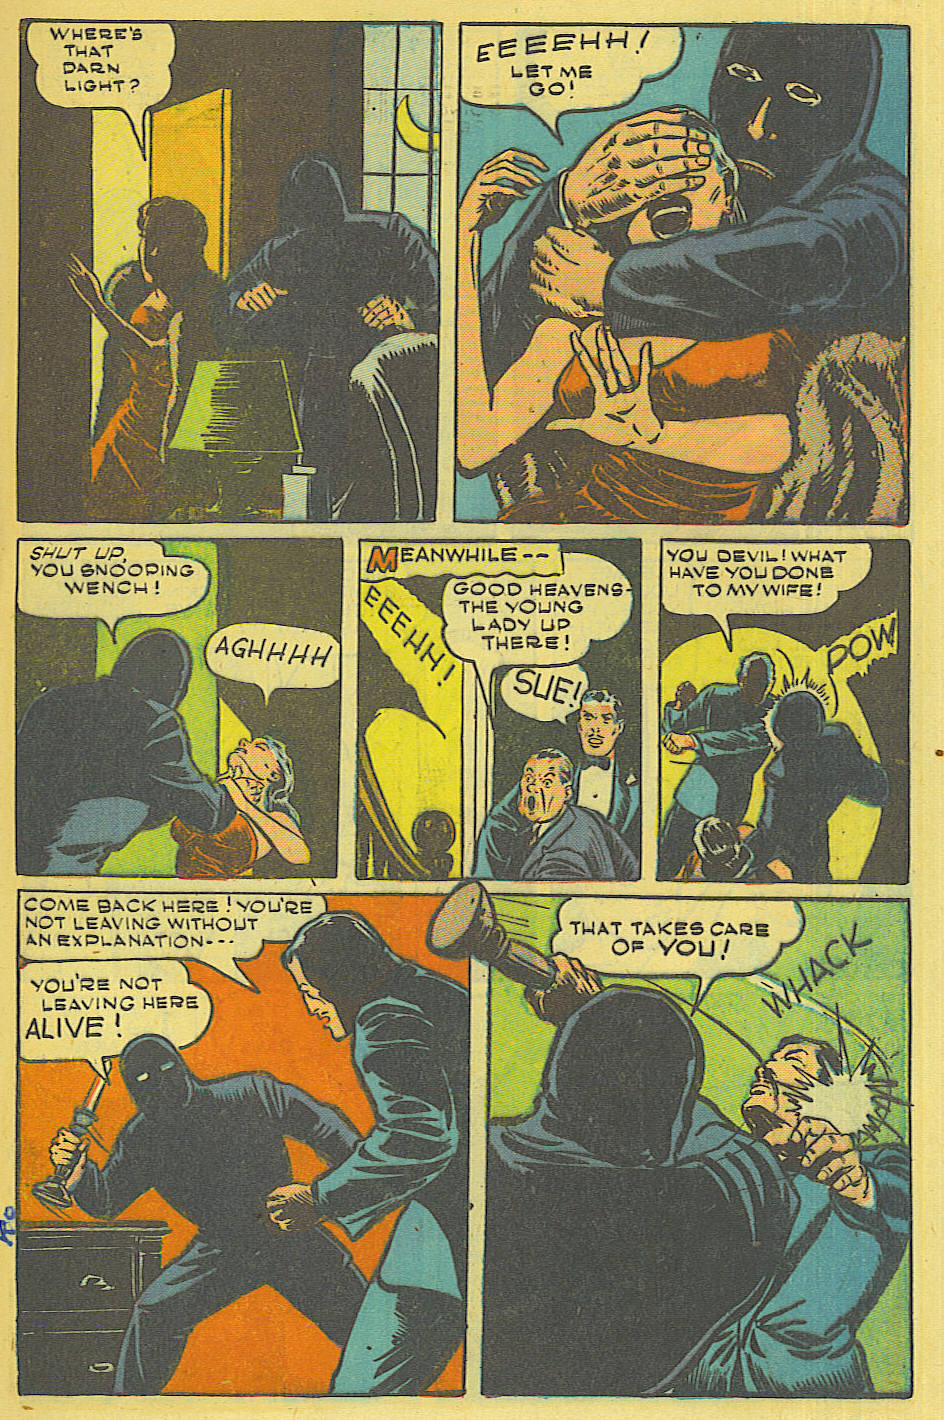 WHERE'S
THAT
DARN
LIGHT?
EEEEHH!
LET ME
GO!
SHUT UP,
YOU SNOOPING
WENCH!
AGHHHH
MEANWHILE--
EEEHH!
GOOD HEAVENS-
THE YOUNG
LADY UP
THERE!
SUE!
YOU DEVIL! WHAT
HAVE YOU DONE
TO MY WIFE!
POW
COME BACK HERE! YOU'RE
NOT LEAVING WITHOUT
AN EXPLANATION---
YOU'RE NOT
LEAVING HERE
ALIVE!
THAT TAKES CARE
OF YOU!
WHACK